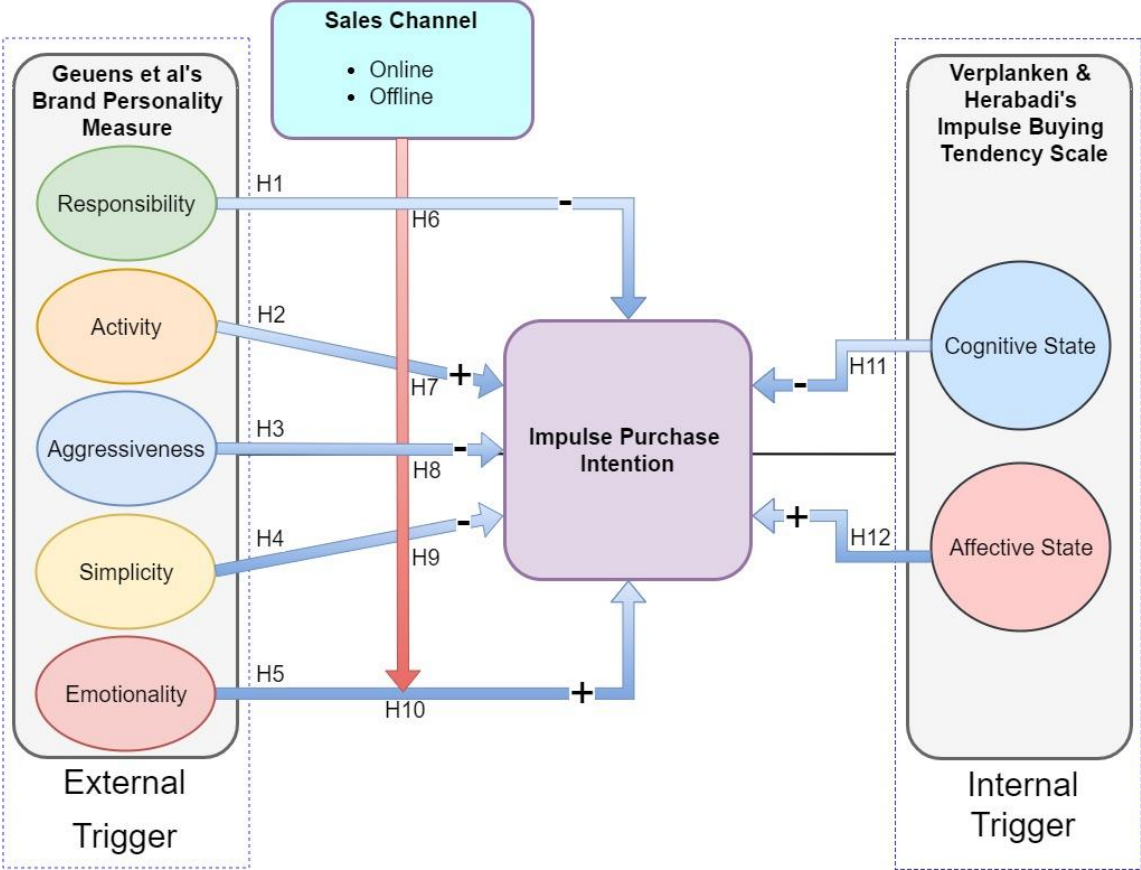 Sales Channel
• Online
• Offline
Geuens et al's
Brand Personality
Measure
Responsibility
Activity
Aggressiveness
Simplicity
Emotionality
External
Trigger
H1
-
H6
H2
+
H7
H3
-
H8
H4
-
H9
H5
+
H10
Impulse Purchase
Intention
H11
-
H12
+
Verplanken &
Herabadi's
Impulse Buying
Tendency Scale
Cognitive State
Affective State
Internal
Trigger